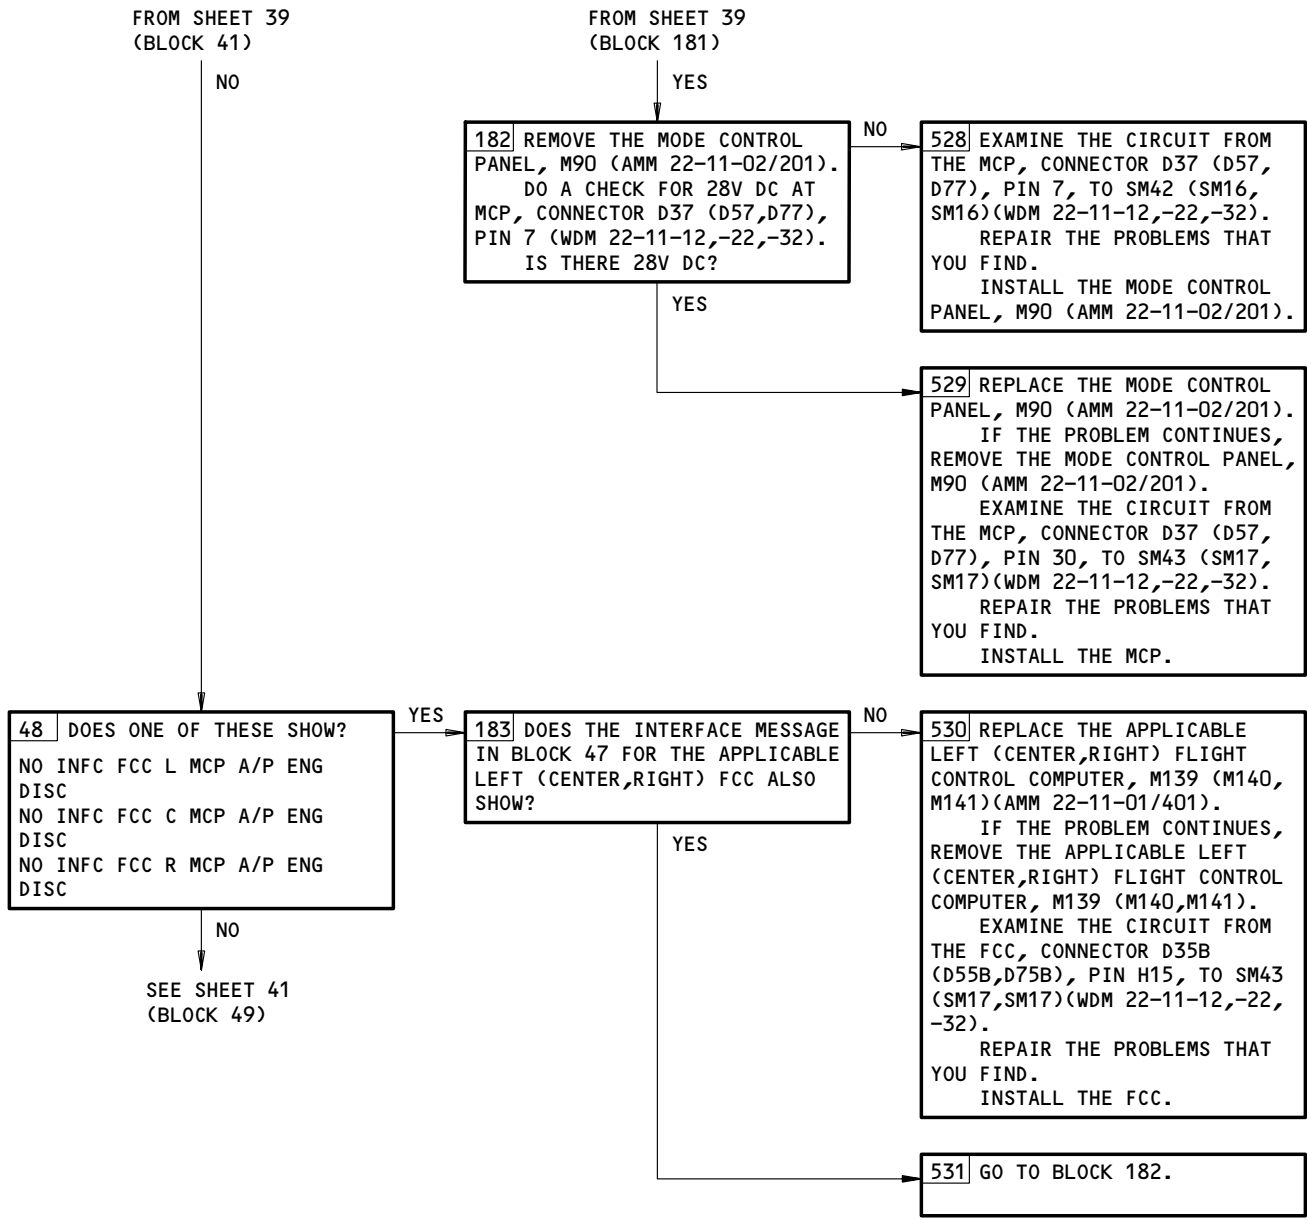 FROM SHEET 39
(BLOCK 41)
NO
FROM SHEET 39
(BLOCK 181)
YES
182 REMOVE THE MODE CONTROL
PANEL, M90 (AMM 22-11-02/201).
DO A CHECK FOR 28V DC AT
MCP, CONNECTOR D37 (D57,D77),
PIN 7 (WDM 22-11-12,-22,-32).
IS THERE 28V DC?
NO
YES
528 EXAMINE THE CIRCUIT FROM
THE MCP, CONNECTOR D37 (D57,
D77), PIN 7, TO SM42 (SM16,
SM16)(WDM 22-11-12,-22,-32).
REPAIR THE PROBLEMS THAT
YOU FIND.
INSTALL THE MODE CONTROL
PANEL, M90 (AMM 22-11-02/201).
529 REPLACE THE MODE CONTROL
PANEL, M90 (AMM 22-11-02/201).
IF THE PROBLEM CONTINUES,
REMOVE THE MODE CONTROL PANEL,
M90 (AMM 22-11-02/201).
EXAMINE THE CIRCUIT FROM
THE MCP, CONNECTOR D37 (D57,
D77), PIN 30, TO SM43 (SM17,
SM17)(WDM 22-11-12,-22,-32).
REPAIR THE PROBLEMS THAT
YOU FIND.
INSTALL THE MCP.
48 DOES ONE OF THESE SHOW?
NO INFC FCC L MCP A/P ENG
DISC
NO INFC FCC C MCP A/P ENG
DISC
NO INFC FCC R MCP A/P ENG
DISC
YES
NO
SEE SHEET 41
(BLOCK 49)
183 DOES THE INTERFACE MESSAGE
IN BLOCK 47 FOR THE APPLICABLE
LEFT (CENTER,RIGHT) FCC ALSO
SHOW?
NO
YES
530 REPLACE THE APPLICABLE
LEFT (CENTER,RIGHT) FLIGHT
CONTROL COMPUTER, M139 (M140,
M141)(AMM 22-11-01/401).
IF THE PROBLEM CONTINUES,
REMOVE THE APPLICABLE LEFT
(CENTER,RIGHT) FLIGHT CONTROL
COMPUTER, M139 (M140,M141).
EXAMINE THE CIRCUIT FROM
THE FCC, CONNECTOR D35B
(D55B,D75B), PIN H15, TO SM43
(SM17,SM17)(WDM 22-11-12,-22,
-32).
REPAIR THE PROBLEMS THAT
YOU FIND.
INSTALL THE FCC.
531 GO TO BLOCK 182.